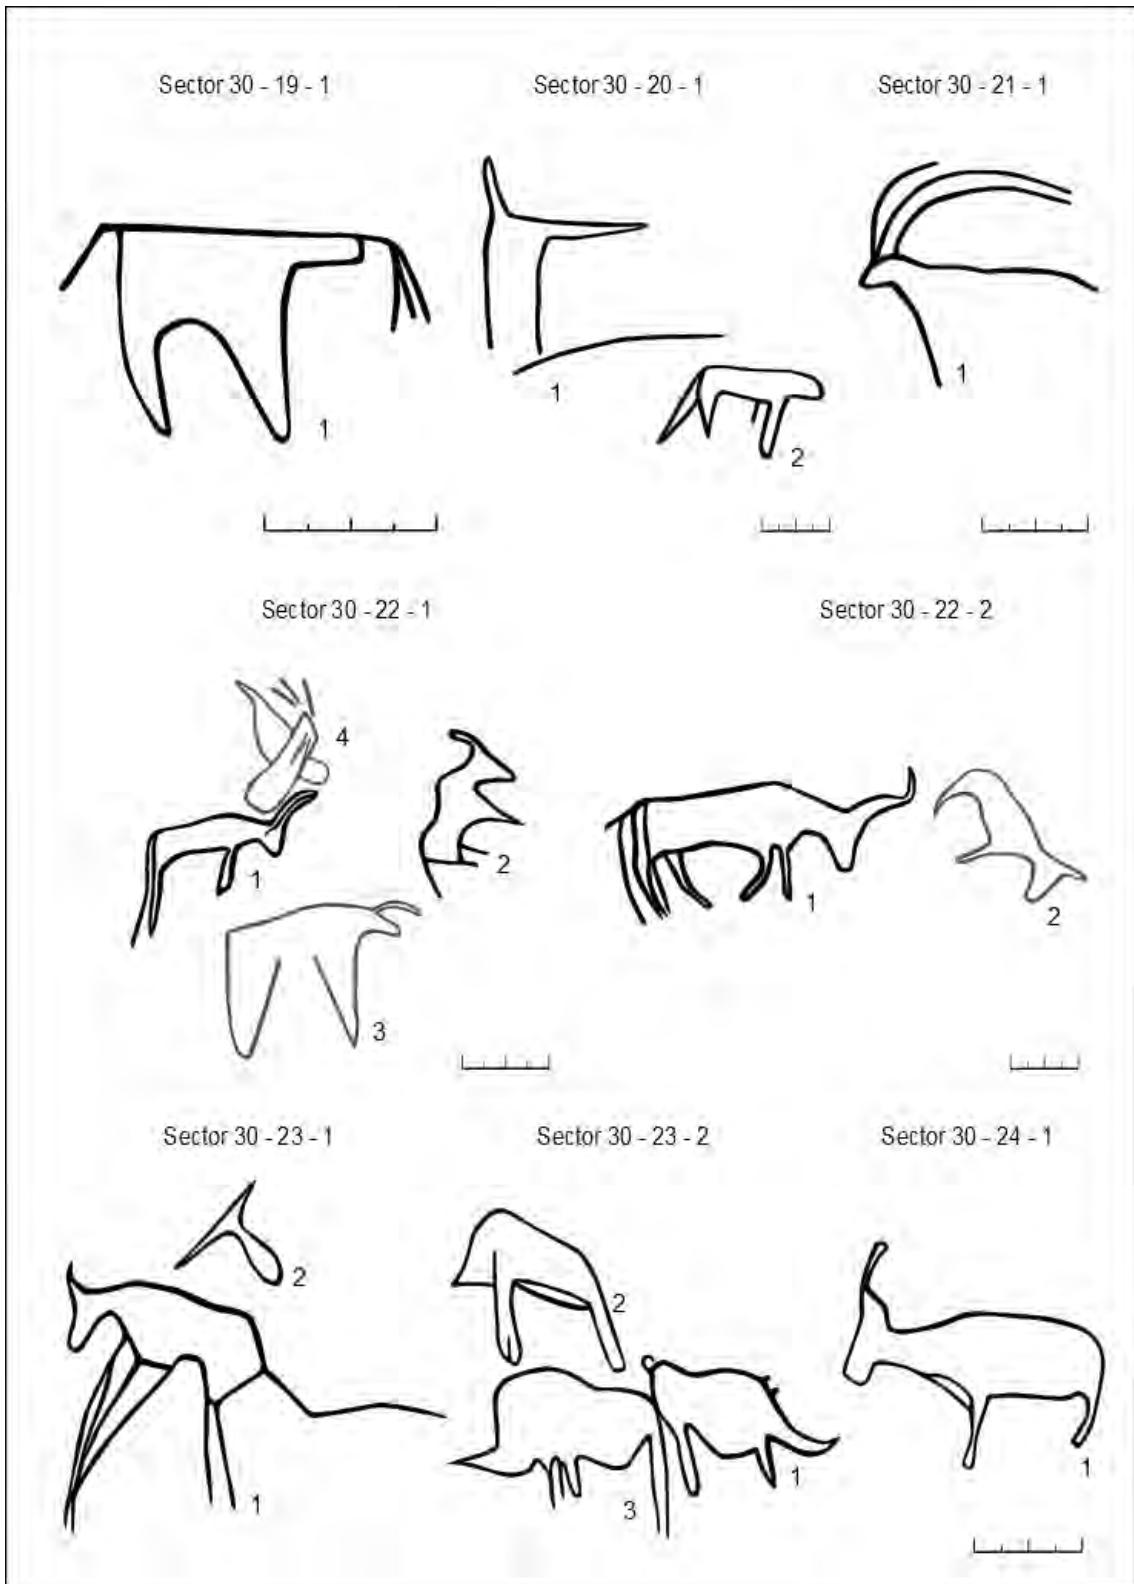 Sector 30 - 19 - 1
Sector 30 - 20 - 1
Sector 30 - 21 - 1
1
1
2
1
Sector 30 - 22 - 1
Sector 30 - 22 - 2
4
1
2
3
1
2
Sector 30 - 23 - 1
Sector 30 - 23 - 2
Sector 30 - 24 - 1
2
1
2
3
1
1